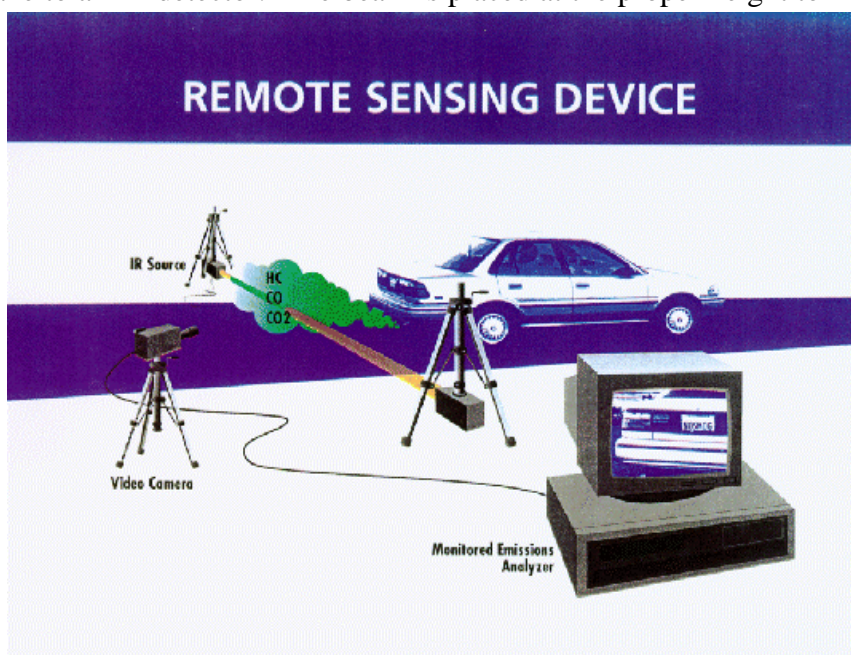 REMOTE SENSING DEVICE
IR Source
HC
CO
CO2
Video Camera
Monitored Emissions
Analyzer